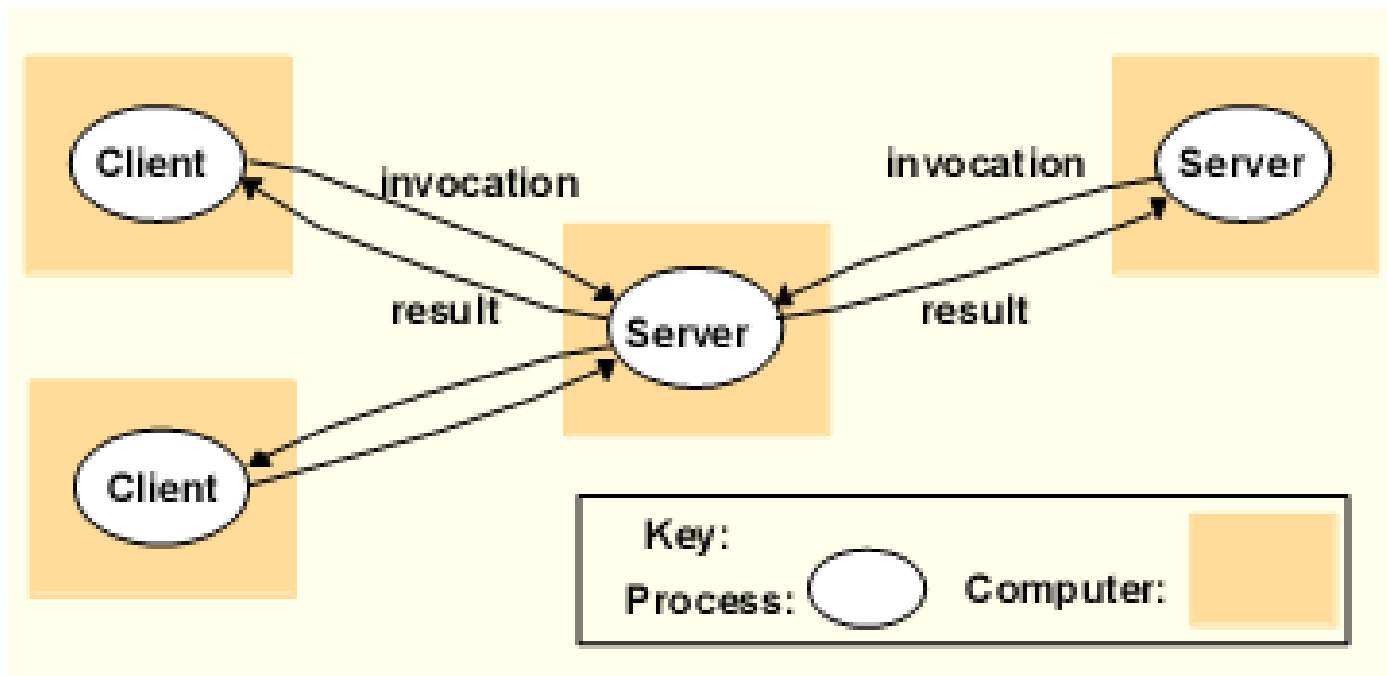 Client
invocation
result
Server
invocation
result
Server
Client
Key:
Process:
Computer: